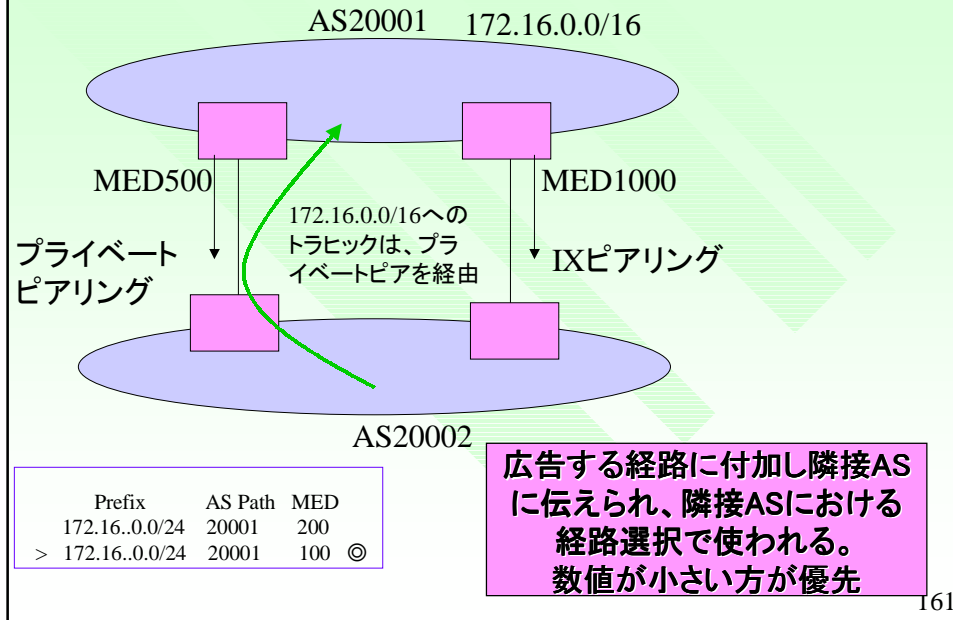 AS20001 172.16.0.0/16
MED500
MED1000
172.16.0.0/16への
トラヒックは、プラ
イベートピアを経由
プライベート
ピアリング
IXピアリング
AS20002
Prefix AS Path MED
172.16..0.0/24 20001 200
> 172.16..0.0/24 20001 100 ◎
広告する経路に付加し隣接AS
に伝えられ、隣接ASにおける
経路選択で使われる。
数値が小さい方が優先
161